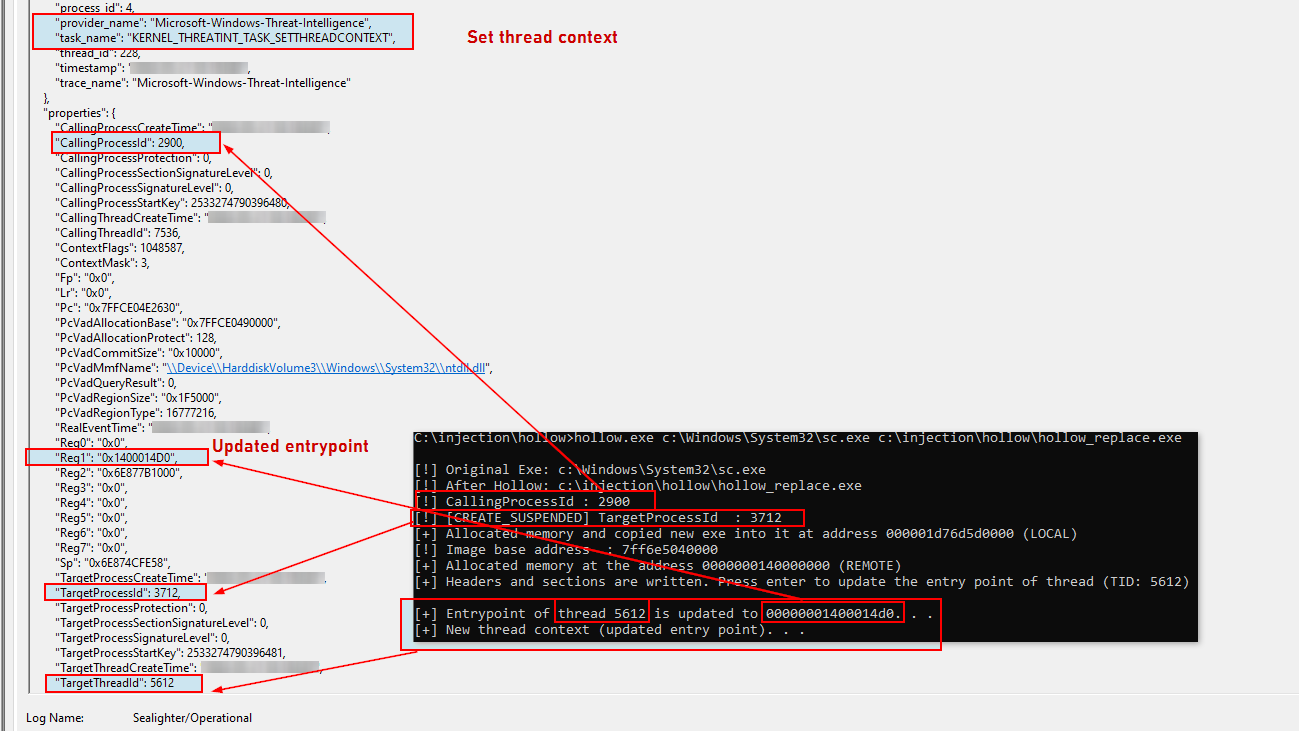 "process_id": 4,
"provider_name": "Microsoft-Windows-Threat-Intelligence",
"task_name": "KERNEL_THREATINT_TASK_SETTHREADCONTEXT",
Set thread context
"thread_id": 228,
"timestamp": "
"trace_name": "Microsoft-Windows-Threat-Intelligence"
},
"properties": {
"CallingProcessCreateTime": "
"CallingProcessId": 2900,
"CallingProcessProtection": 0,
"CallingProcessSectionSignatureLevel": 0,
"CallingProcessSignatureLevel": 0,
"CallingProcessStartKey": 2533274790396480,
"CallingThreadCreateTime": "
"CallingThreadId": 7536,
"ContextFlags": 1048587,
"ContextMask": 3,
"Fp": "0x0",
"Lr": "0x0",
"Pc": "0x7FFCE04E2630",
"PcVadAllocationBase": "0x7FFCE0490000",
"PcVadAllocationProtect": 128,
"PcVadCommitSize": "0x10000",
"PcVadMmfName": "\\Device\\HarddiskVolume3\\Windows\\System32\\ntdll.dll",
"PcVadQueryResult": 0,
"PcVadRegionSize": "0x1F5000",
"PcVadRegionType": 16777216,
"RealEventTime": "
"Reg0": "0x0",
"Reg1": "0x1400014D0",
Updated entrypoint
"Reg2": "0x6E877B1000",
"Reg3": "0x0",
"Reg4": "0x0",
"Reg5": "0x0",
"Reg6": "0x0",
"Reg7": "0x0",
"Sp": "0x6E874CFE58",
"TargetProcessCreateTime": "
"TargetProcessId": 3712,
"TargetProcessProtection": 0,
"TargetProcessSectionSignatureLevel": 0,
"TargetProcessSignatureLevel": 0,
"TargetProcessStartKey": 2533274790396481,
"TargetThreadCreateTime": ",
"TargetThreadId": 5612
C:\injection\hollow>hollow.exe c:\Windows\System32\sc.exe c:\injection\hollow\hollow_replace.exe
[!] Original Exe: c:\Windows\System32\sc.exe
[!] After Hollow: c:\injection\hollow\hollow_replace.exe
[!] CallingProcessId : 2900
[!] [CREATE_SUSPENDED] TargetProcessId : 3712
[+] Allocated memory and copied new exe into it at address 000001d76d5d0000 (LOCAL)
[!] Image base address : 7ff6e5040000
[+] Allocated memory at the address 0000000140000000 (REMOTE)
[+] Headers and sections are written. Press enter to update the entry point of thread (TID: 5612)
[+] Entrypoint of thread 5612 is updated to 00000001400014d0. . .
[+] New thread context (updated entry point). . .
Log Name: Sealighter/Operational